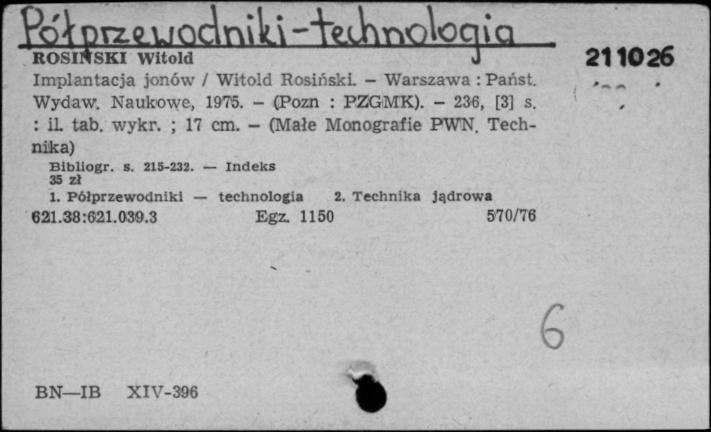 Półprzewodniki-technologia
ROSIŃSKI Witold 211026
Implantacja jonów / Witold Rosiński. — Warszawa : Państ.
Wydaw. Naukowe, 1975. — (Pozn : PZGMK). — 236, [3] s.
: il. tab. wykr. ; 17 cm. — (Małe Monografie PWN. Tech-
nika)
Bibliogr. s. 215-232. — Indeks
35 zł
1. Półprzewodniki — technologia 2. Technika jądrowa
621.38:621.039.3 Egz. 1150 570/76
6
BN—IB XIV-396